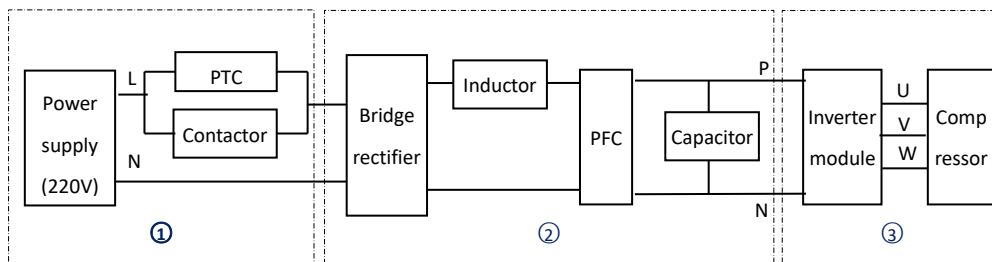 Power
supply
(220V)
L
N
PTC
Contactor
Bridge
rectifier
Inductor
PFC
Capacitor
P
N
Inverter
module
U
V
W
Comp
ressor
①
②
③